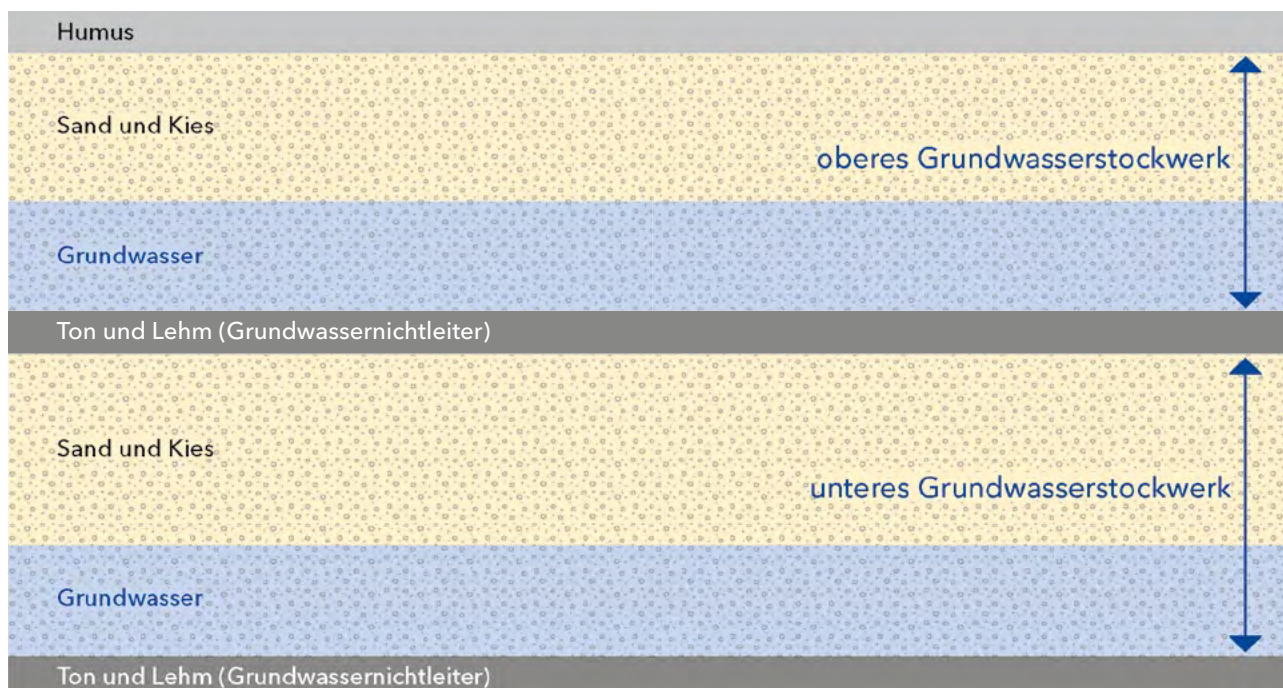 Humus
Sand und Kies
oberes Grundwasserstockwerk
Grundwasser
Ton und Lehm (Grundwassernichtleiter)
Sand und Kies
unteres Grundwasserstockwerk
Grundwasser
Ton und Lehm (Grundwassernichtleiter)